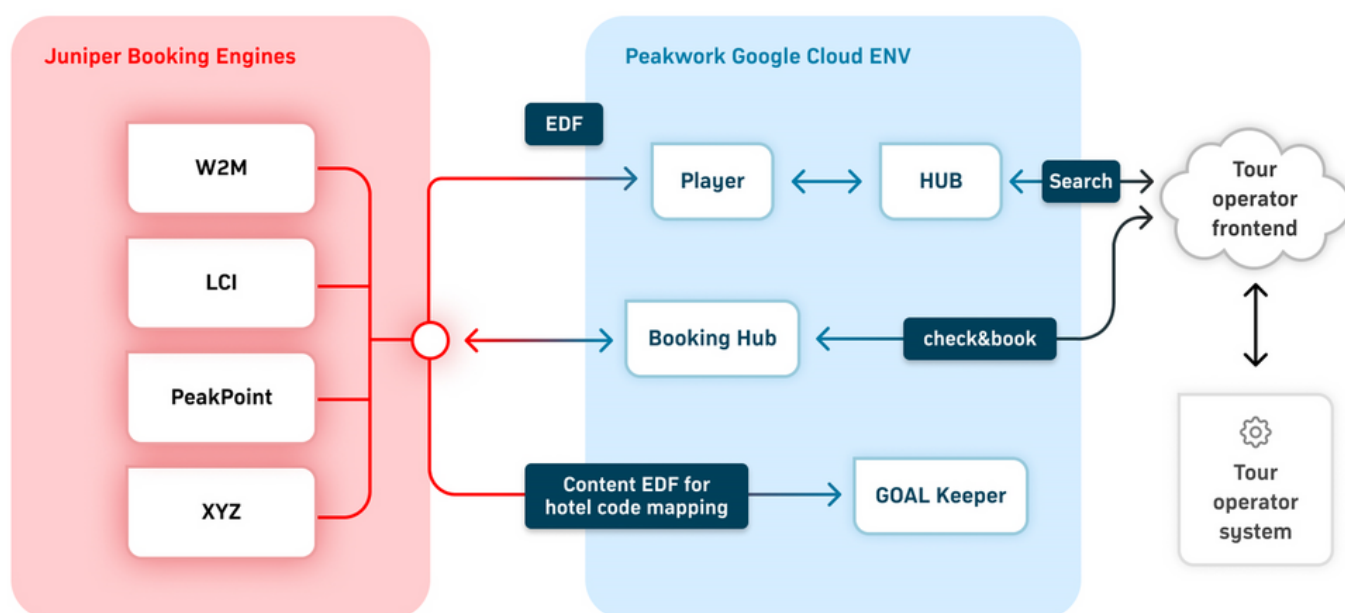 Juniper Booking Engines
Peakwork Google Cloud ENV
W2M
LCI
PeakPoint
XYZ
EDF
Player
HUB
Search
Tour
operator
frontend
Booking Hub
check&book
Content EDF for
hotel code mapping
GOAL Keeper
Tour
operator
system